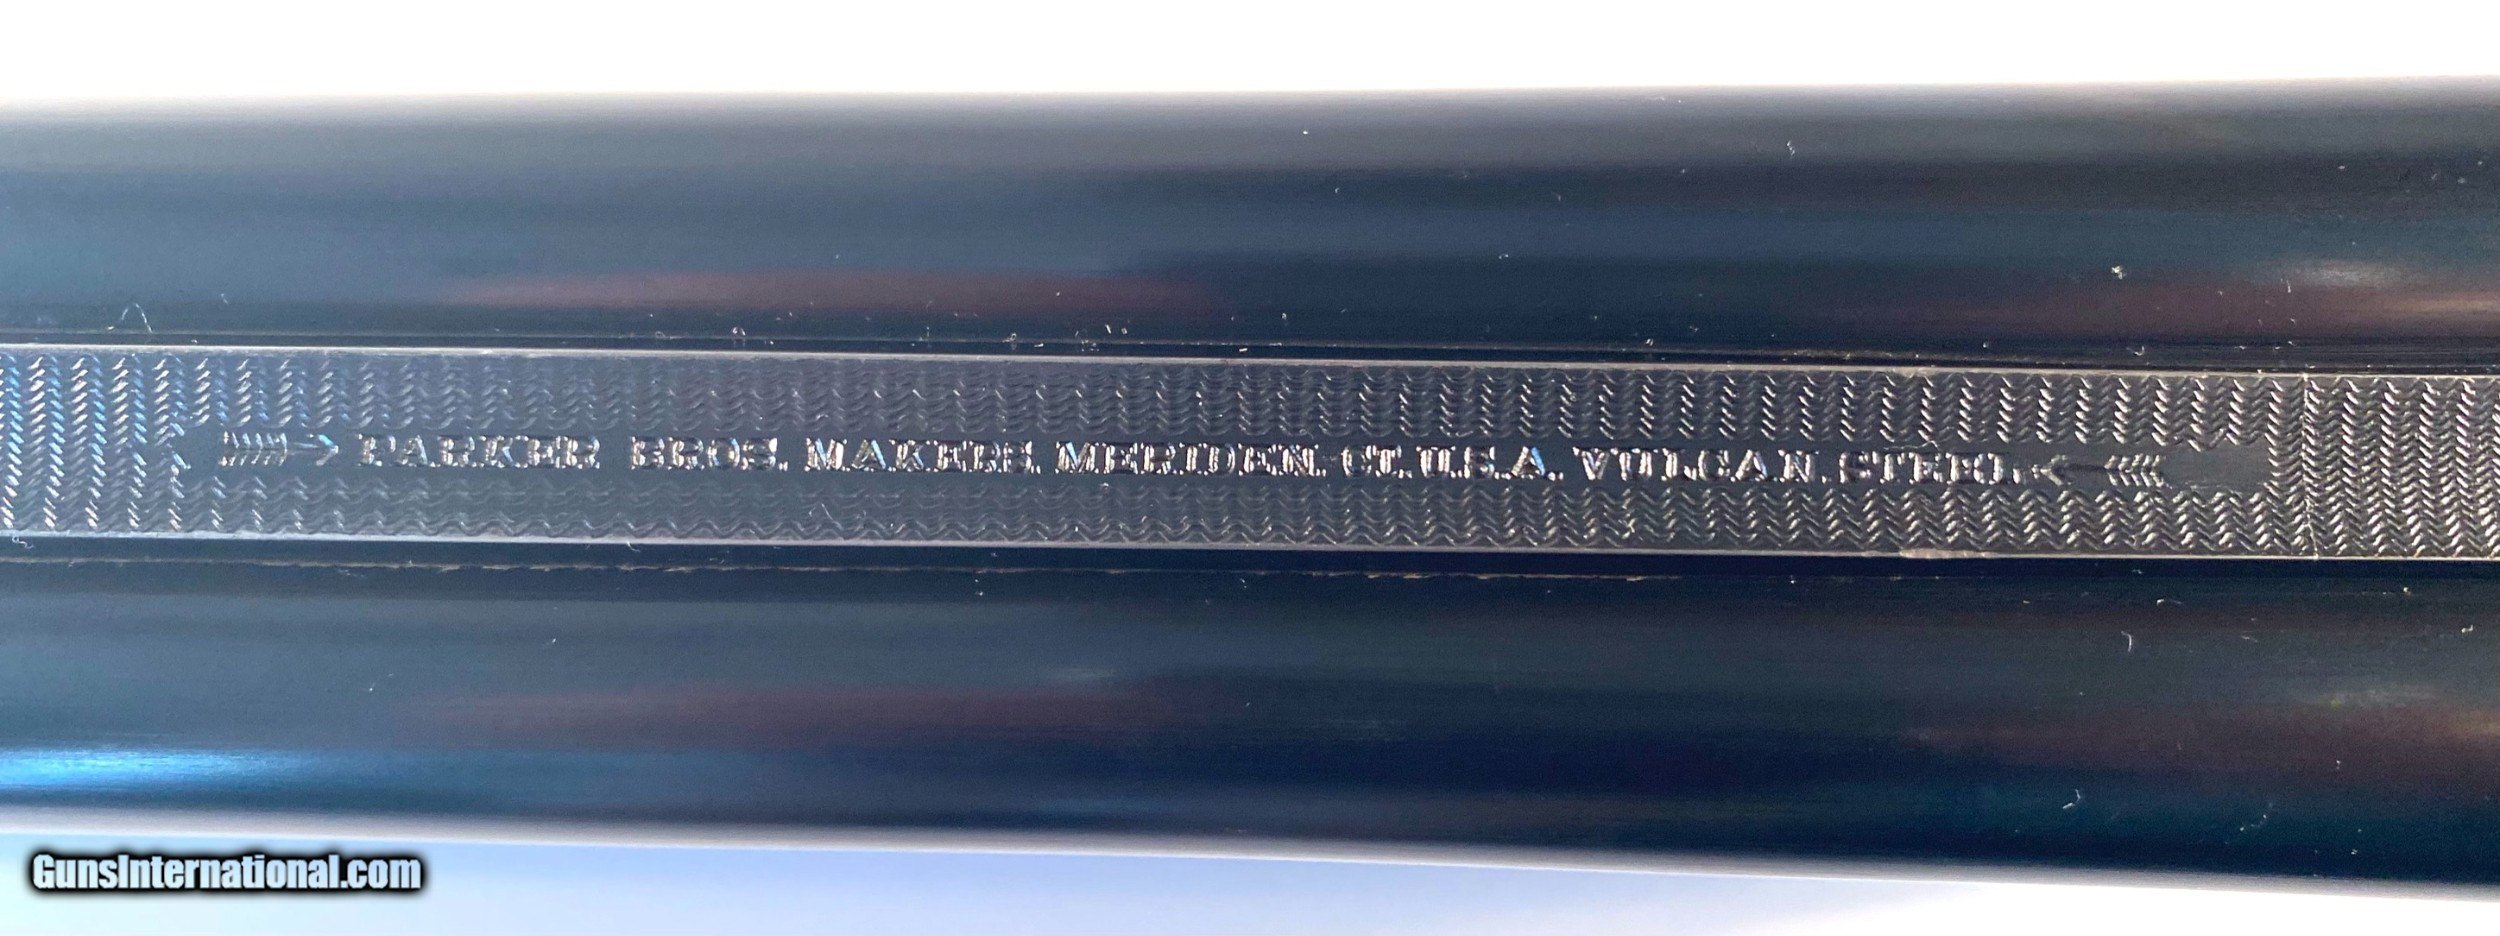 PARKER BROS. MAKERS. MERIDEN. CT. U.S.A. VULCAN. STEEL.
GunsInternational.com